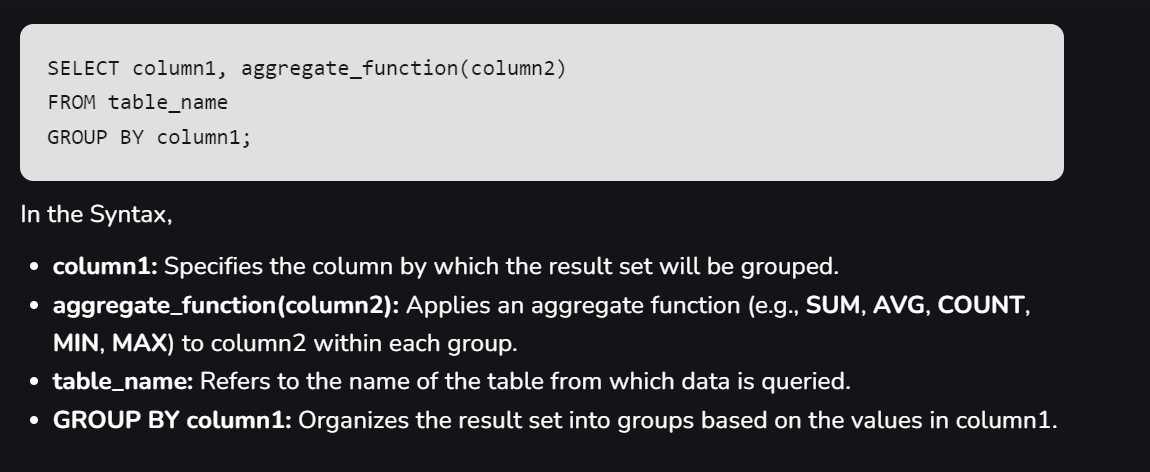 SELECT column1, aggregate_function(column2)
FROM table_name
GROUP BY column1;
In the Syntax,
• column1: Specifies the column by which the result set will be grouped.
• aggregate_function(column2): Applies an aggregate function (e.g., SUM, AVG, COUNT,
MIN, MAX) to column2 within each group.
• table_name: Refers to the name of the table from which data is queried.
• GROUP BY column1: Organizes the result set into groups based on the values in column1.